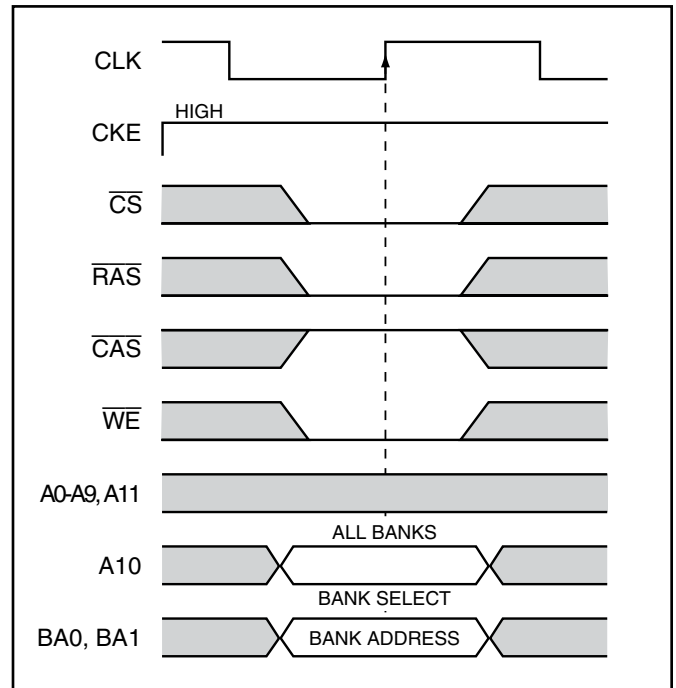 CLK
HIGH
CKE
CS
RAS
CAS
WE
A0-A9, A11
ALL BANKS
A10
BANK SELECT
BA0, BA1
BANK ADDRESS